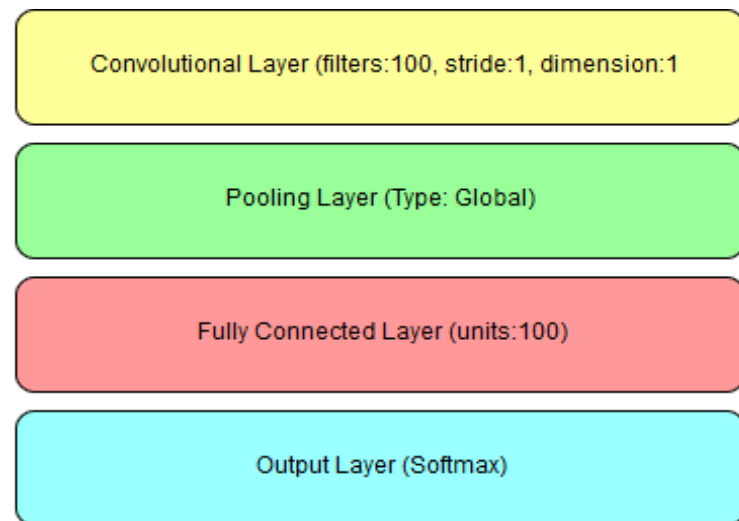 Convolutional Layer (filters:100, stride:1, dimension:1
Pooling Layer (Type: Global)
Fully Connected Layer (units:100)
Output Layer (Softmax)